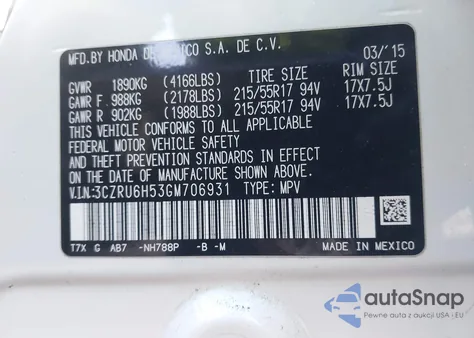 MFD.BY HONDA DE MEXICO S.A. DE C.V. 03/'15
GVWR 1890KG (4166LBS) TIRE SIZE RIM SIZE
GAWR F 988KG (2178LBS) 215/55R17 94V 17X7.5J
GAWR R 902KG (1988LBS) 215/55R17 94V 17X7.5J
THIS VEHICLE CONFORMS TO ALL APPLICABLE
FEDERAL MOTOR VEHICLE SAFETY
AND THEFT PREVENTION STANDARDS IN EFFECT
ON THE DATE OF MANUFACTURE SHOWN ABOVE.
V.I.N:3CZRU6H53GM706931 TYPE: MPV
T7X G AB7 -NH788P -B -M MADE IN MEXICO
autoSnap
Pewne auta z aukcji USA i EU